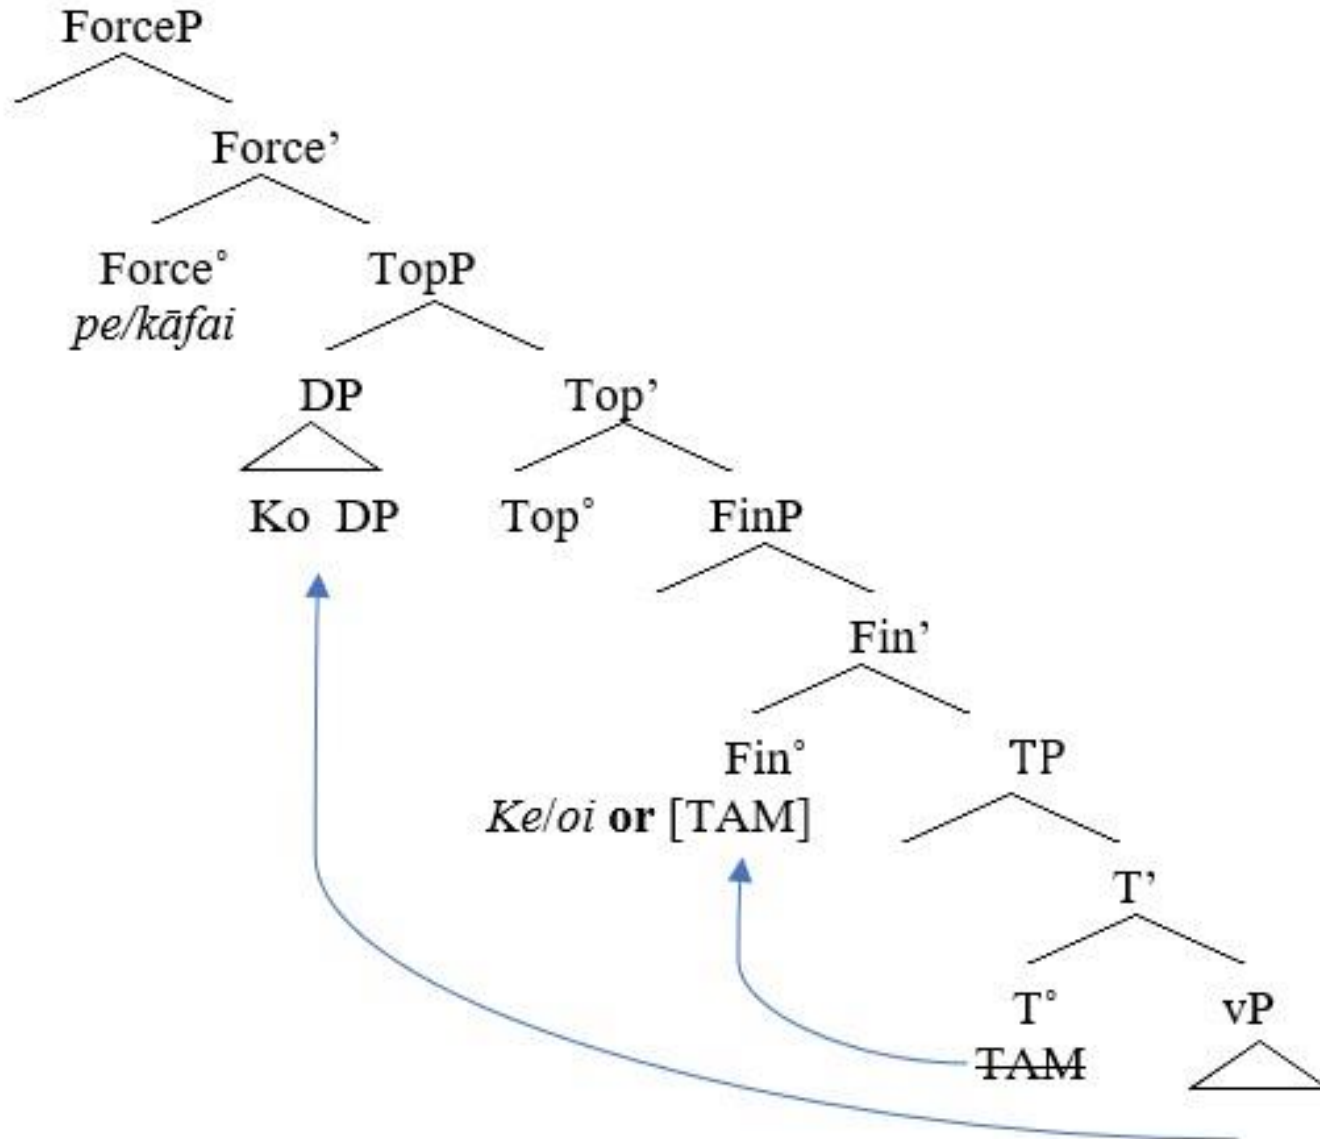 ForceP
Force’
Force° TopP
pe/kāfai
DP Top’
Ko DP Top° FinP
Fin’
Fin° TP
Ke/oi or [TAM]
T’
T° vP
TAM